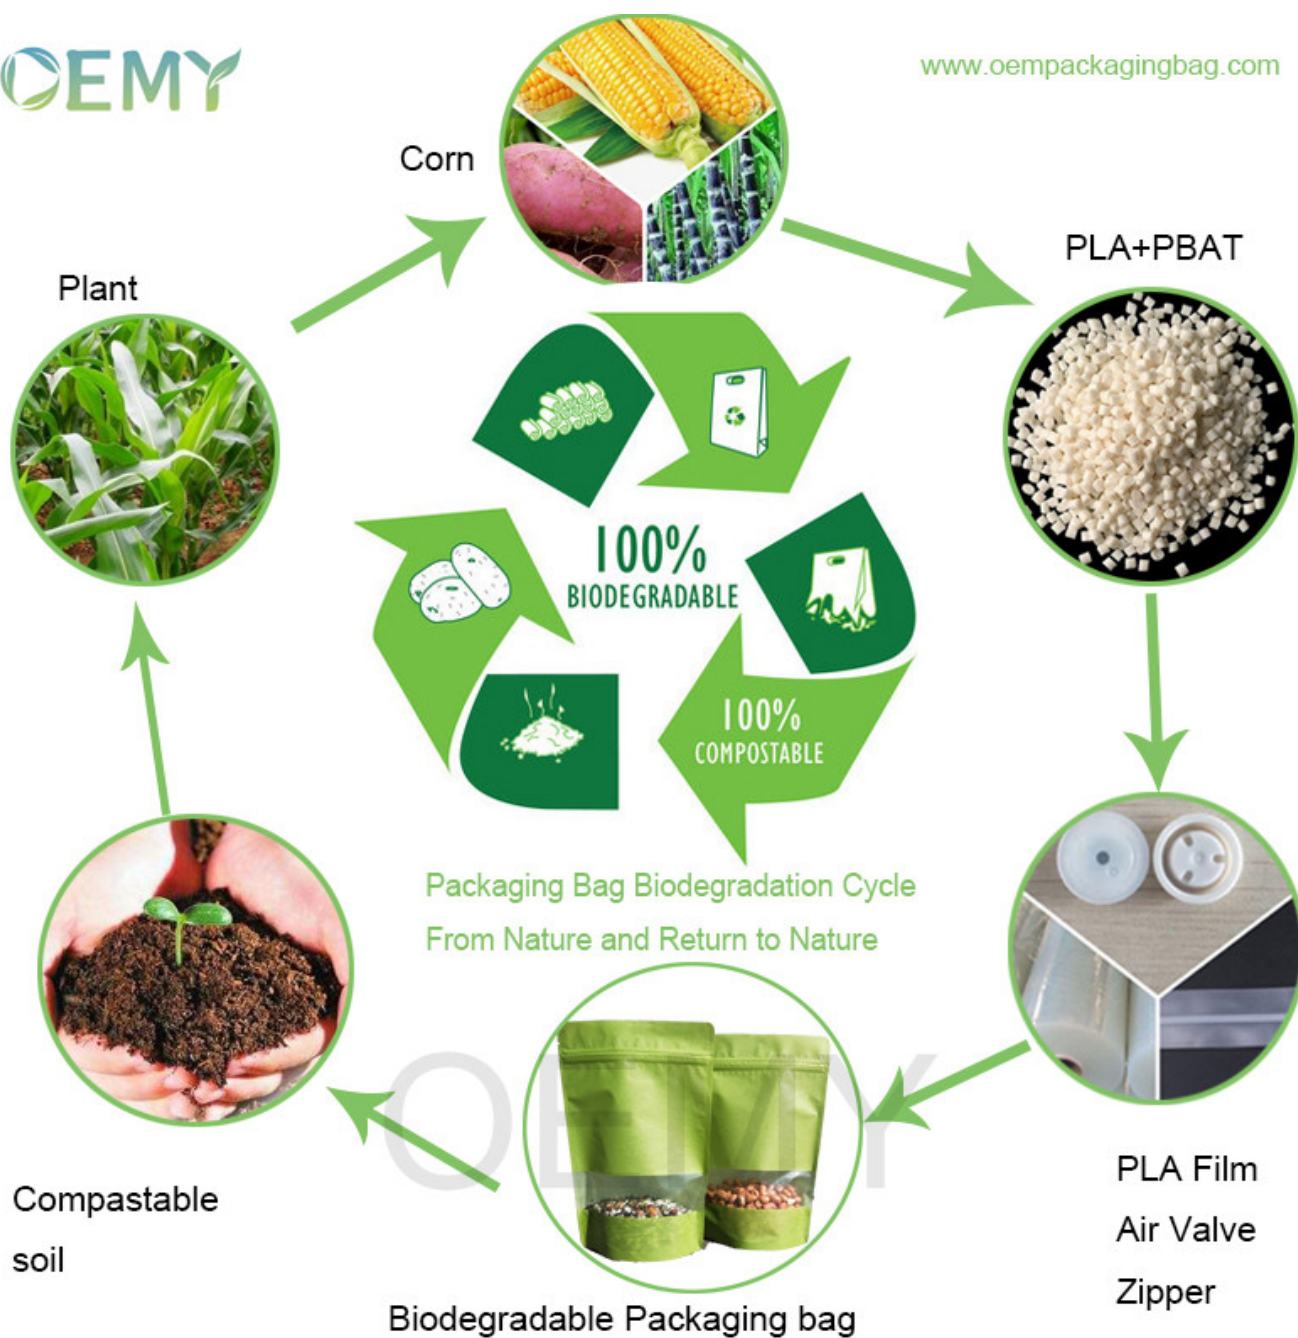 OEMY
www.oempackagingbag.com
Corn
PLA+PBAT
Plant
100%
BIODEGRADABLE
100%
COMPOSTABLE
Packaging Bag Biodegradation Cycle
From Nature and Return to Nature
OEMY
PLA Film
Air Valve
Zipper
Compastable
soil
Biodegradable Packaging bag